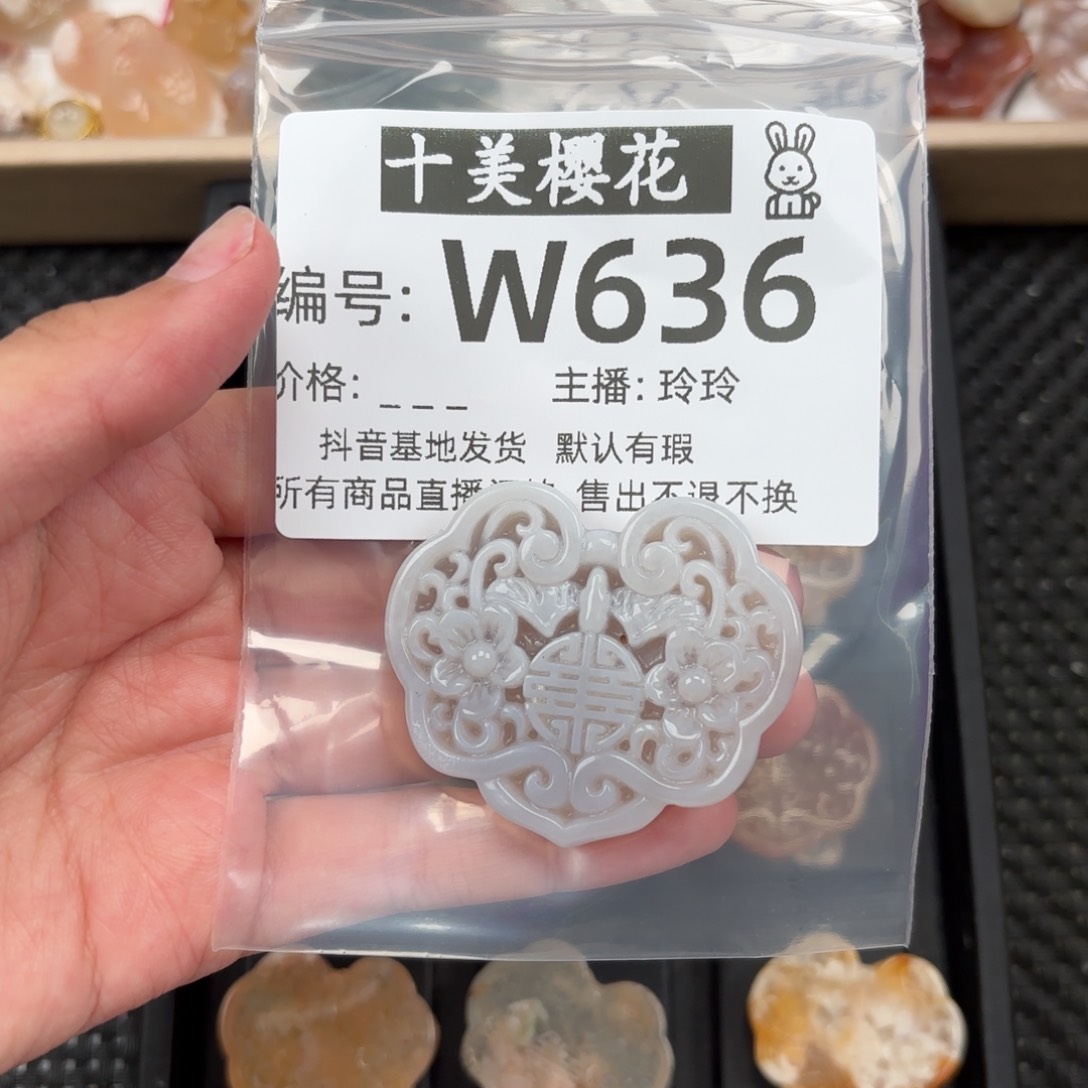 十美樱花
编号: W636
价格: _ _ _ 主播: 玲玲
抖音基地发货 默认有瑕
所有商品直播 售出不退不换